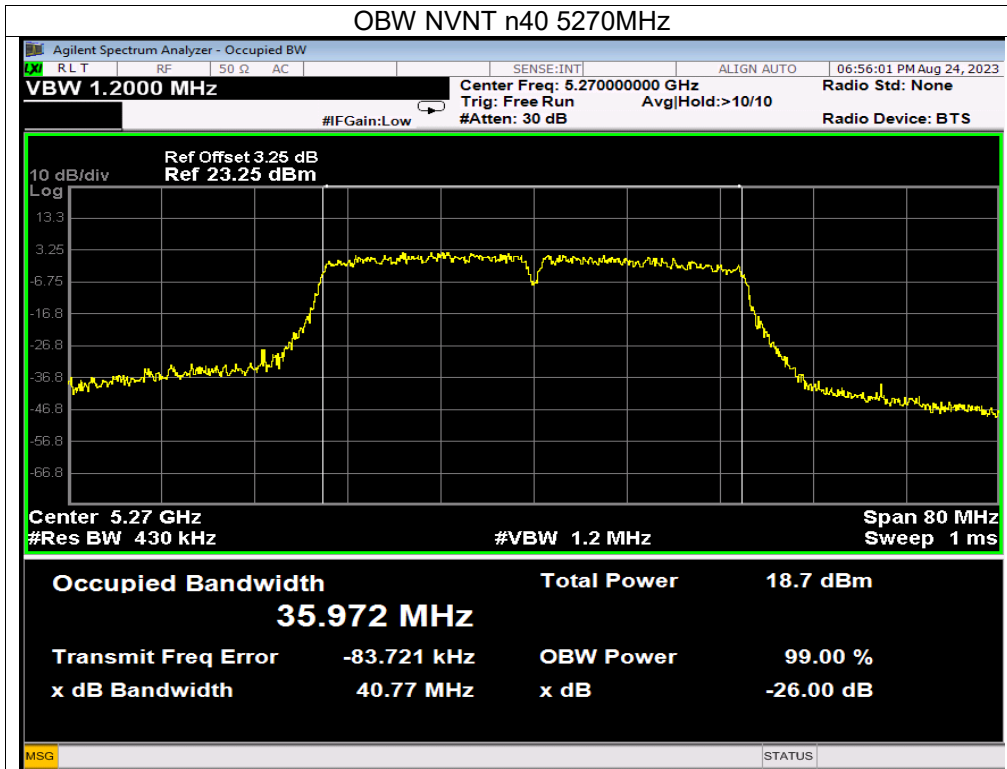 OBW NVNT n40 5270MHz
Agilent Spectrum Analyzer - Occupied BW
LXI RLT RF 50 Ω AC SENSE:INT ALIGN AUTO 06:56:01 PM Aug 24, 2023
VBW 1.2000 MHz Center Freq: 5.270000000 GHz Radio Std: None
Trig: Free Run Avg|Hold:>10/10
#IFGain:Low #Atten: 30 dB Radio Device: BTS
Ref Offset 3.25 dB
10 dB/div Ref 23.25 dBm
Log
13.3
3.25
-6.75
-16.8
-26.8
-36.8
-46.8
-56.8
-66.8
Center 5.27 GHz Span 80 MHz
#Res BW 430 kHz #VBW 1.2 MHz Sweep 1 ms
Occupied Bandwidth Total Power 18.7 dBm
35.972 MHz
Transmit Freq Error -83.721 kHz OBW Power 99.00 %
x dB Bandwidth 40.77 MHz x dB -26.00 dB
MSG STATUS